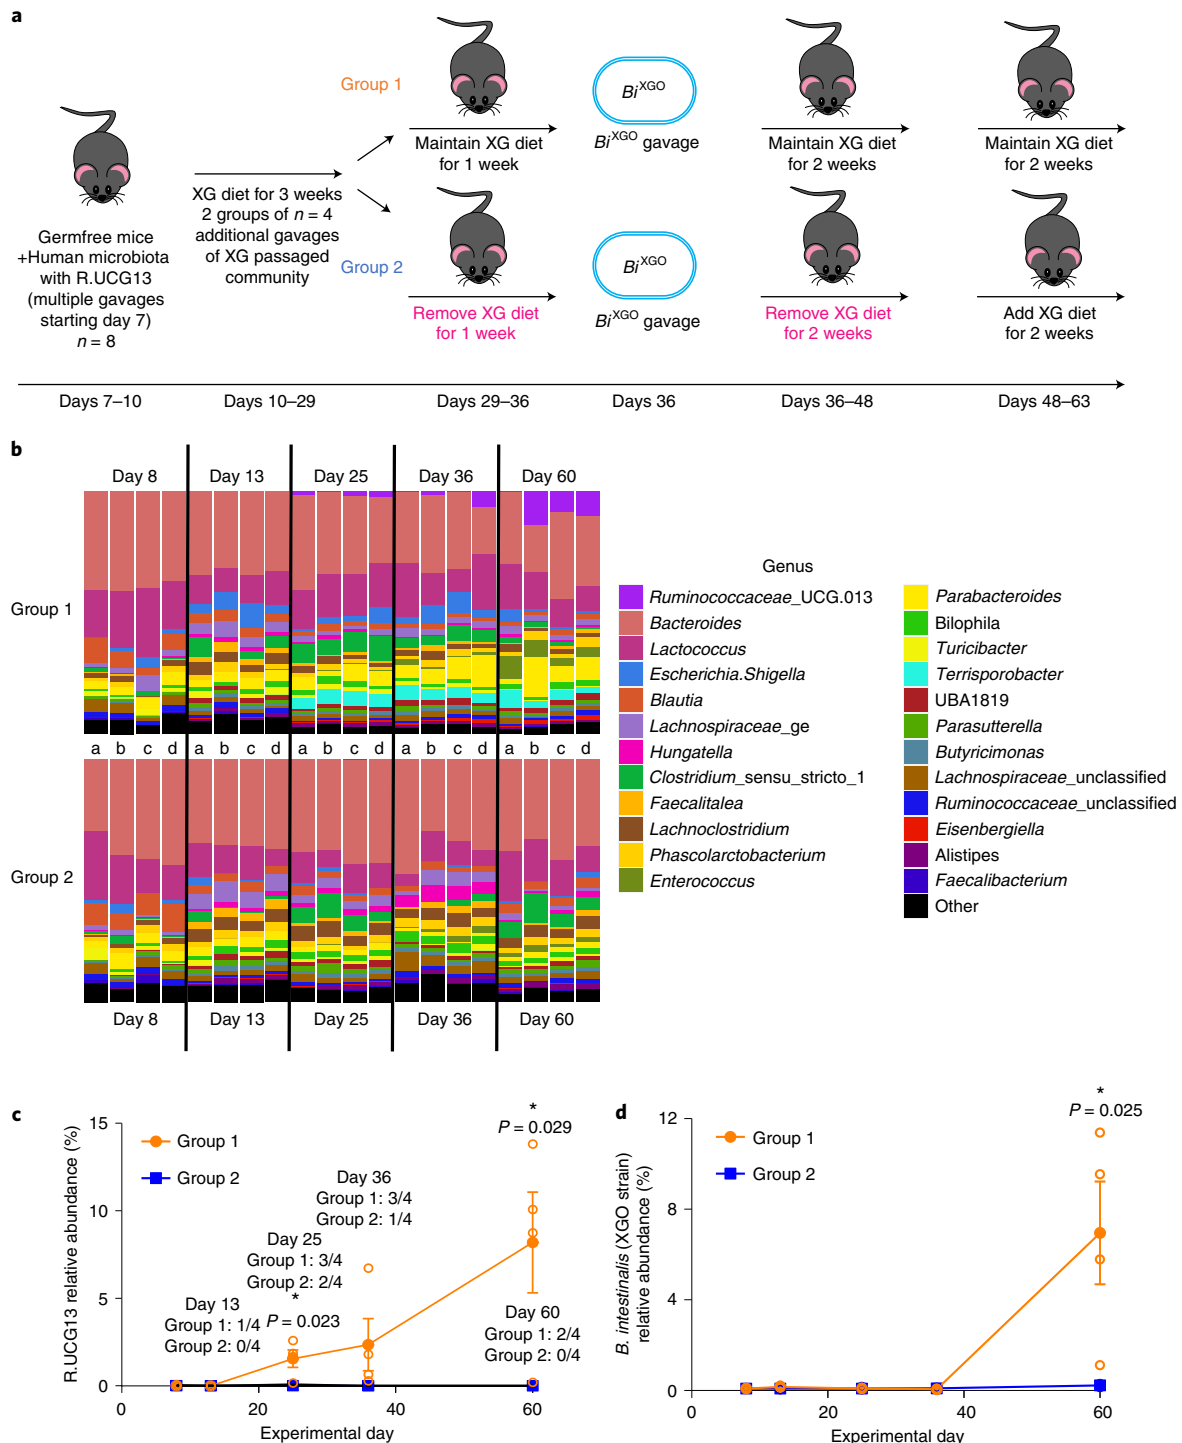 a
Group 1
Bi^XGO
Bi^XGO gavage
Maintain XG diet
for 1 week
Maintain XG diet
for 2 weeks
Maintain XG diet
for 2 weeks
XG diet for 3 weeks
2 groups of n = 4
additional gavages
of XG passaged
community
Germfree mice
+Human microbiota
with R.UCG13
(multiple gavages
starting day 7)
n = 8
Group 2
Bi^XGO
Bi^XGO gavage
Remove XG diet
for 1 week
Remove XG diet
for 2 weeks
Add XG diet
for 2 weeks
Days 7–10
Days 10–29
Days 29–36
Days 36
Days 36–48
Days 48–63
b
Day 8
Day 13
Day 25
Day 36
Day 60
Group 1
a b c d a b c d a b c d a b c d a b c d
Group 2
Day 8
Day 13
Day 25
Day 36
Day 60
Genus
Ruminococcaceae_UCG.013
Bacteroides
Lactococcus
Escherichia.Shigella
Blautia
Lachnospiraceae_ge
Hungatella
Clostridium_sensu_stricto_1
Faecalitalea
Lachnoclostridium
Phascolarctobacterium
Enterococcus
Parabacteroides
Bilophila
Turicibacter
Terrisporobacter
UBA1819
Parasutterella
Butyricimonas
Lachnospiraceae_unclassified
Ruminococcaceae_unclassified
Eisenbergiella
Alistipes
Faecalibacterium
Other
c
R.UCG13 relative abundance (%)
15
10
5
0
Group 1
Group 2
Day 13
Group 1: 1/4
Group 2: 0/4
Day 25
Group 1: 3/4
Group 2: 2/4
*
P = 0.023
Day 36
Group 1: 3/4
Group 2: 1/4
*
P = 0.029
Day 60
Group 1: 2/4
Group 2: 0/4
0
20
40
60
Experimental day
d
B. intestinalis (XGO strain)
relative abundance (%)
12
8
4
0
Group 1
Group 2
*
P = 0.025
0
20
40
60
Experimental day